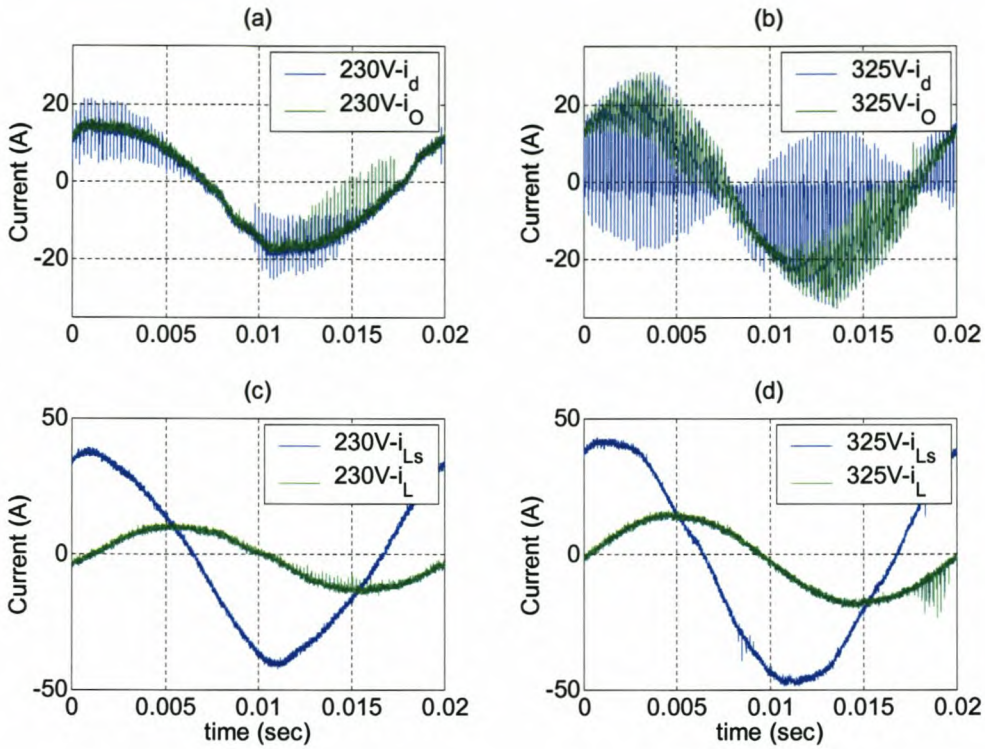 (a)
Current (A)
20
0
-20
230V-i_d
230V-i_O
0
0.005
0.01
0.015
0.02
(b)
Current (A)
20
0
-20
325V-i_d
325V-i_O
0
0.005
0.01
0.015
0.02
(c)
Current (A)
50
0
-50
230V-i_Ls
230V-i_L
0
0.005
0.01
0.015
0.02
time (sec)
(d)
Current (A)
50
0
-50
325V-i_Ls
325V-i_L
0
0.005
0.01
0.015
0.02
time (sec)